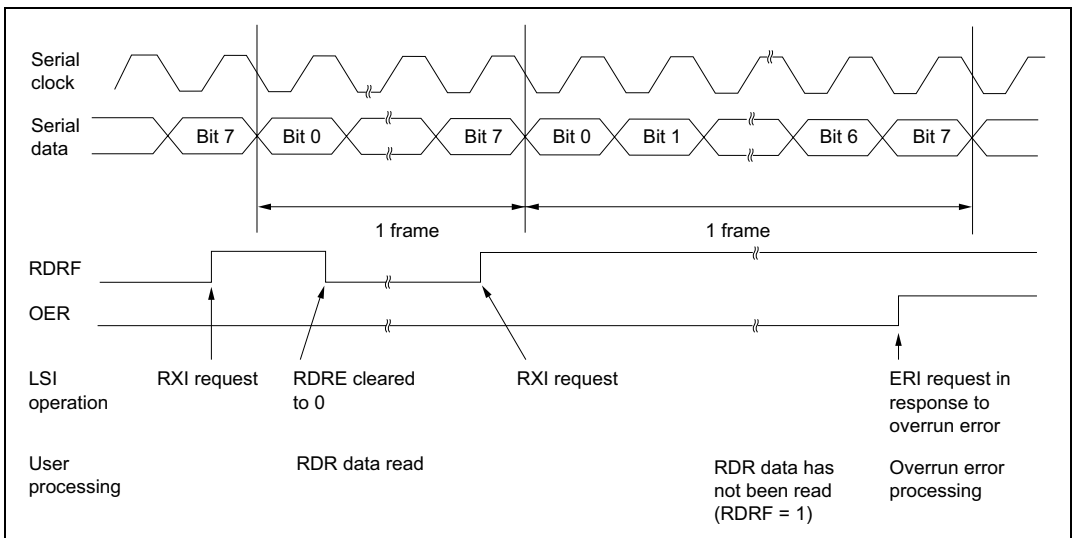 Serial
clock
Serial
data
Bit 7 Bit 0 Bit 7 Bit 0 Bit 1 Bit 6 Bit 7
1 frame 1 frame
RDRF
OER
LSI
operation
RXI request
RDRE cleared
to 0
RXI request
ERI request in
response to
overrun error
User
processing
RDR data read
RDR data has
not been read
(RDRF = 1)
Overrun error
processing